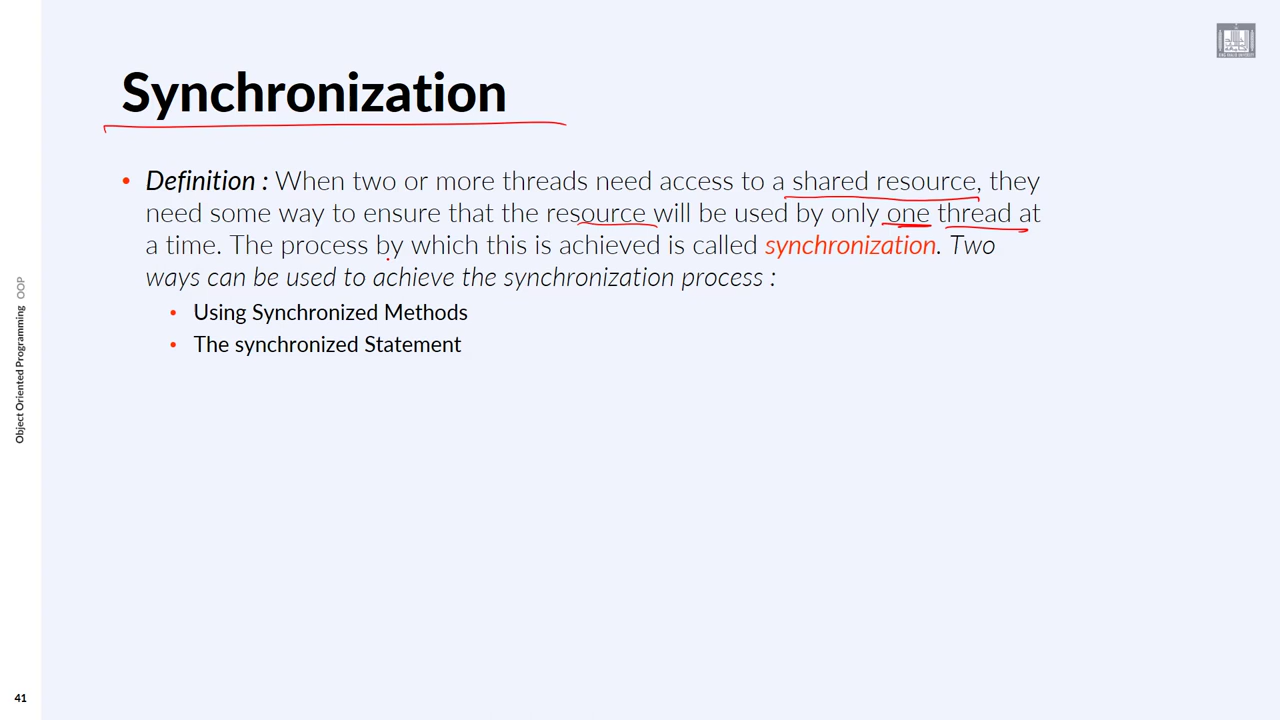 Synchronization
• Definition : When two or more threads need access to a shared resource, they
need some way to ensure that the resource will be used by only one thread at
a time. The process by which this is achieved is called synchronization. Two
ways can be used to achieve the synchronization process :
• Using Synchronized Methods
• The synchronized Statement
Object Oriented Programming OOP
41